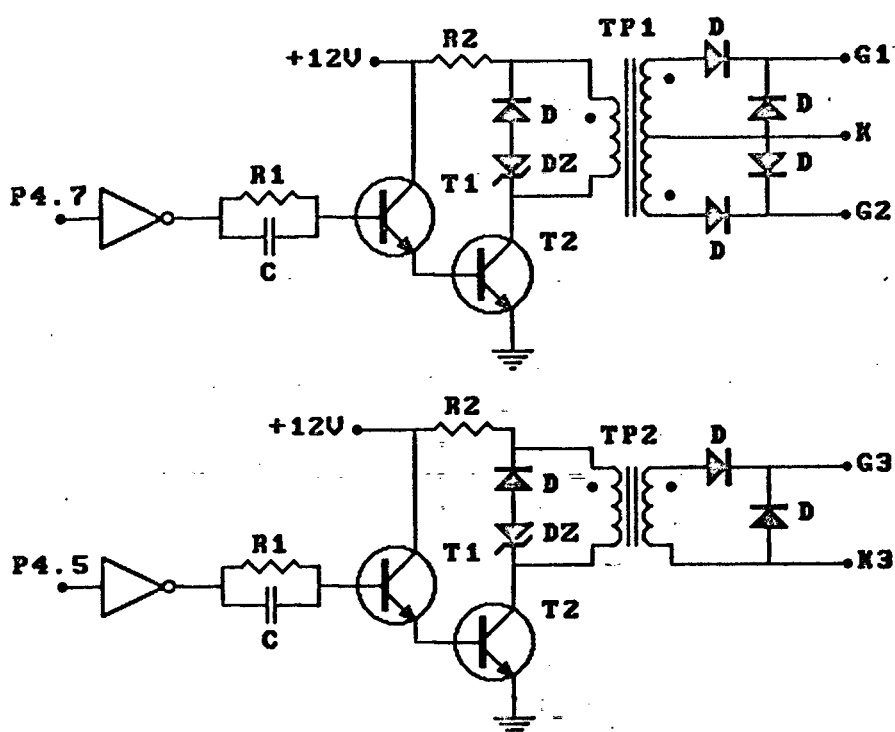 R2 TP1 D
+12V G1
D D
K
R1 T1 DZ D
P4.7
G2
C T2 D
R2
+12V TP2 D
G3
D D
R1 T1 DZ
P4.5 K3
C T2